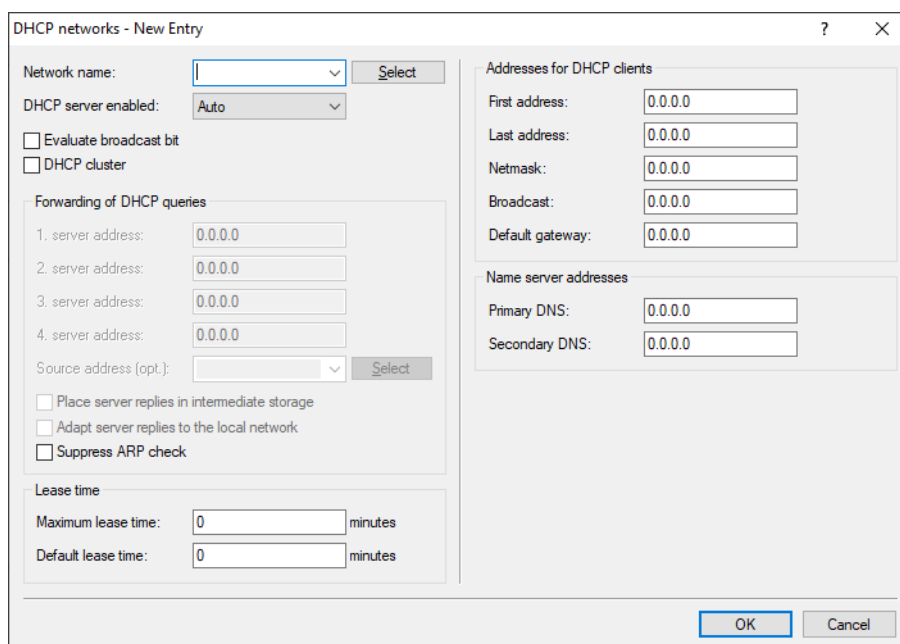 DHCP networks - New Entry
Network name:
Select
DHCP server enabled:
Auto
Evaluate broadcast bit
DHCP cluster
Forwarding of DHCP queries
1. server address:
0.0.0.0
2. server address:
0.0.0.0
3. server address:
0.0.0.0
4. server address:
0.0.0.0
Source address (opt.):
Select
Place server replies in intermediate storage
Adapt server replies to the local network
Suppress ARP check
Lease time
Maximum lease time:
0
minutes
Default lease time:
0
minutes
Addresses for DHCP clients
First address:
0.0.0.0
Last address:
0.0.0.0
Netmask:
0.0.0.0
Broadcast:
0.0.0.0
Default gateway:
0.0.0.0
Name server addresses
Primary DNS:
0.0.0.0
Secondary DNS:
0.0.0.0
OK
Cancel